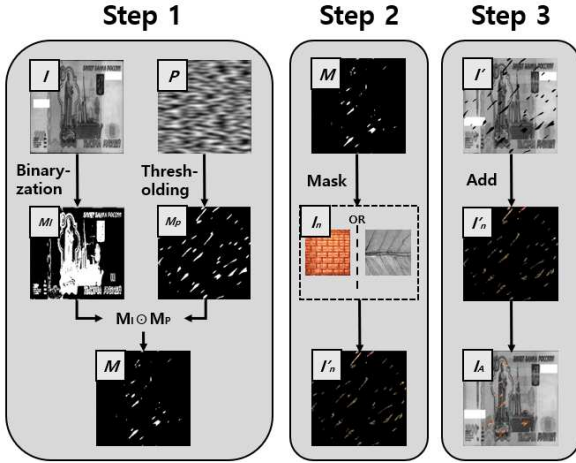 Step 1
Step 2
Step 3
I
P
M
I'
Binary-
zation
Thresh-
olding
Mask
Add
MI
MP
In
OR
I'n
MI ⊙ MP
M
I'n
IA